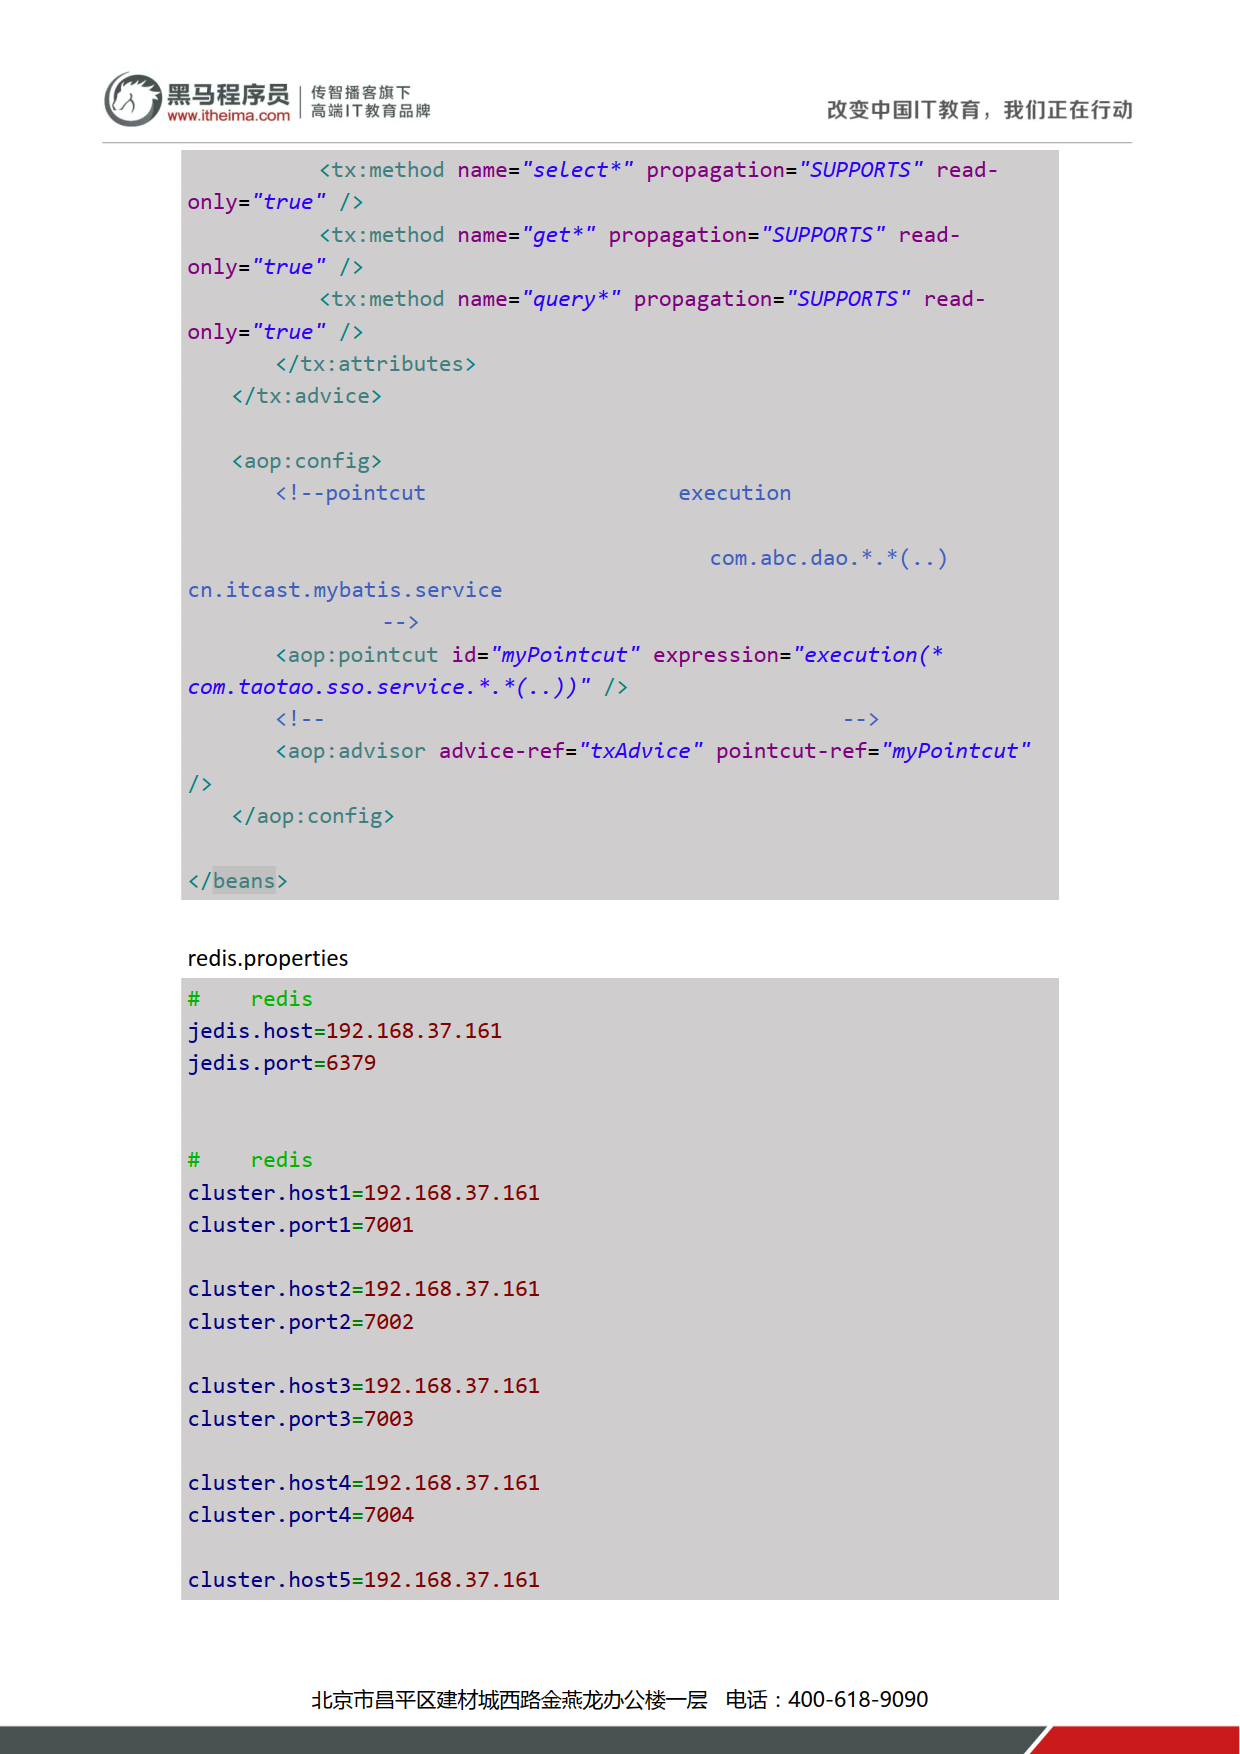 黑马程序员
www.itheima.com
传智播客旗下
高端IT教育品牌
改变中国IT教育，我们正在行动
<tx:method name="select*" propagation="SUPPORTS" read-
only="true" />
<tx:method name="get*" propagation="SUPPORTS" read-
only="true" />
<tx:method name="query*" propagation="SUPPORTS" read-
only="true" />
</tx:attributes>
</tx:advice>
<aop:config>
<!--pointcut execution
com.abc.dao.*.*(..)
cn.itcast.mybatis.service
-->
<aop:pointcut id="myPointcut" expression="execution(*
com.taotao.sso.service.*.*(..))" />
<!-- -->
<aop:advisor advice-ref="txAdvice" pointcut-ref="myPointcut"
/>
</aop:config>
</beans>
redis.properties
# redis
jedis.host=192.168.37.161
jedis.port=6379
# redis
cluster.host1=192.168.37.161
cluster.port1=7001
cluster.host2=192.168.37.161
cluster.port2=7002
cluster.host3=192.168.37.161
cluster.port3=7003
cluster.host4=192.168.37.161
cluster.port4=7004
cluster.host5=192.168.37.161
北京市昌平区建材城西路金燕龙办公楼一层 电话：400-618-9090